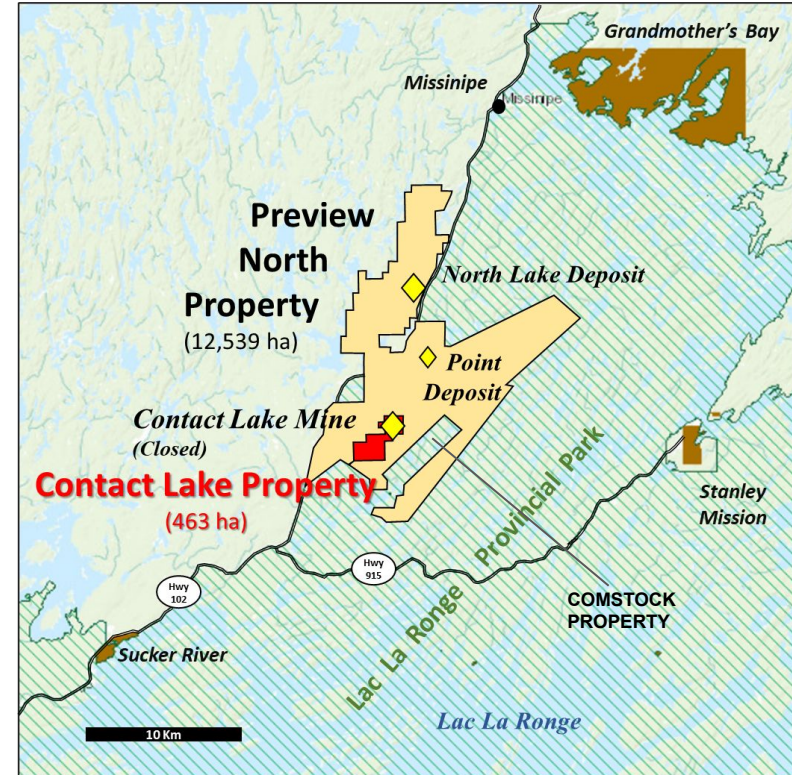 Grandmother's Bay
Missinipe
Missinipe
Preview
North
Property
(12,539 ha)
North Lake Deposit
Point
Deposit
Contact Lake Mine
(Closed)
Contact Lake Property
(463 ha)
Stanley
Mission
Lac La Ronge Provincial Park
Hwy
915
Hwy
102
COMSTOCK
PROPERTY
Sucker River
Lac La Ronge
10 Km